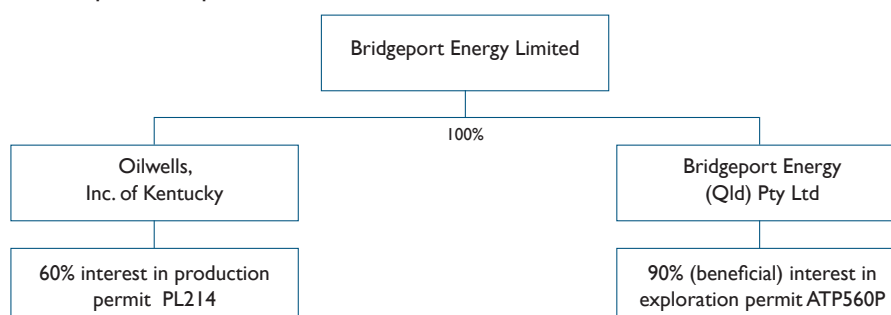 Bridgeport Energy Limited
100%
Oilwells,
Inc. of Kentucky
Bridgeport Energy
(Qld) Pty Ltd
60% interest in production
permit PL214
90% (beneficial) interest in
exploration permit ATP560P